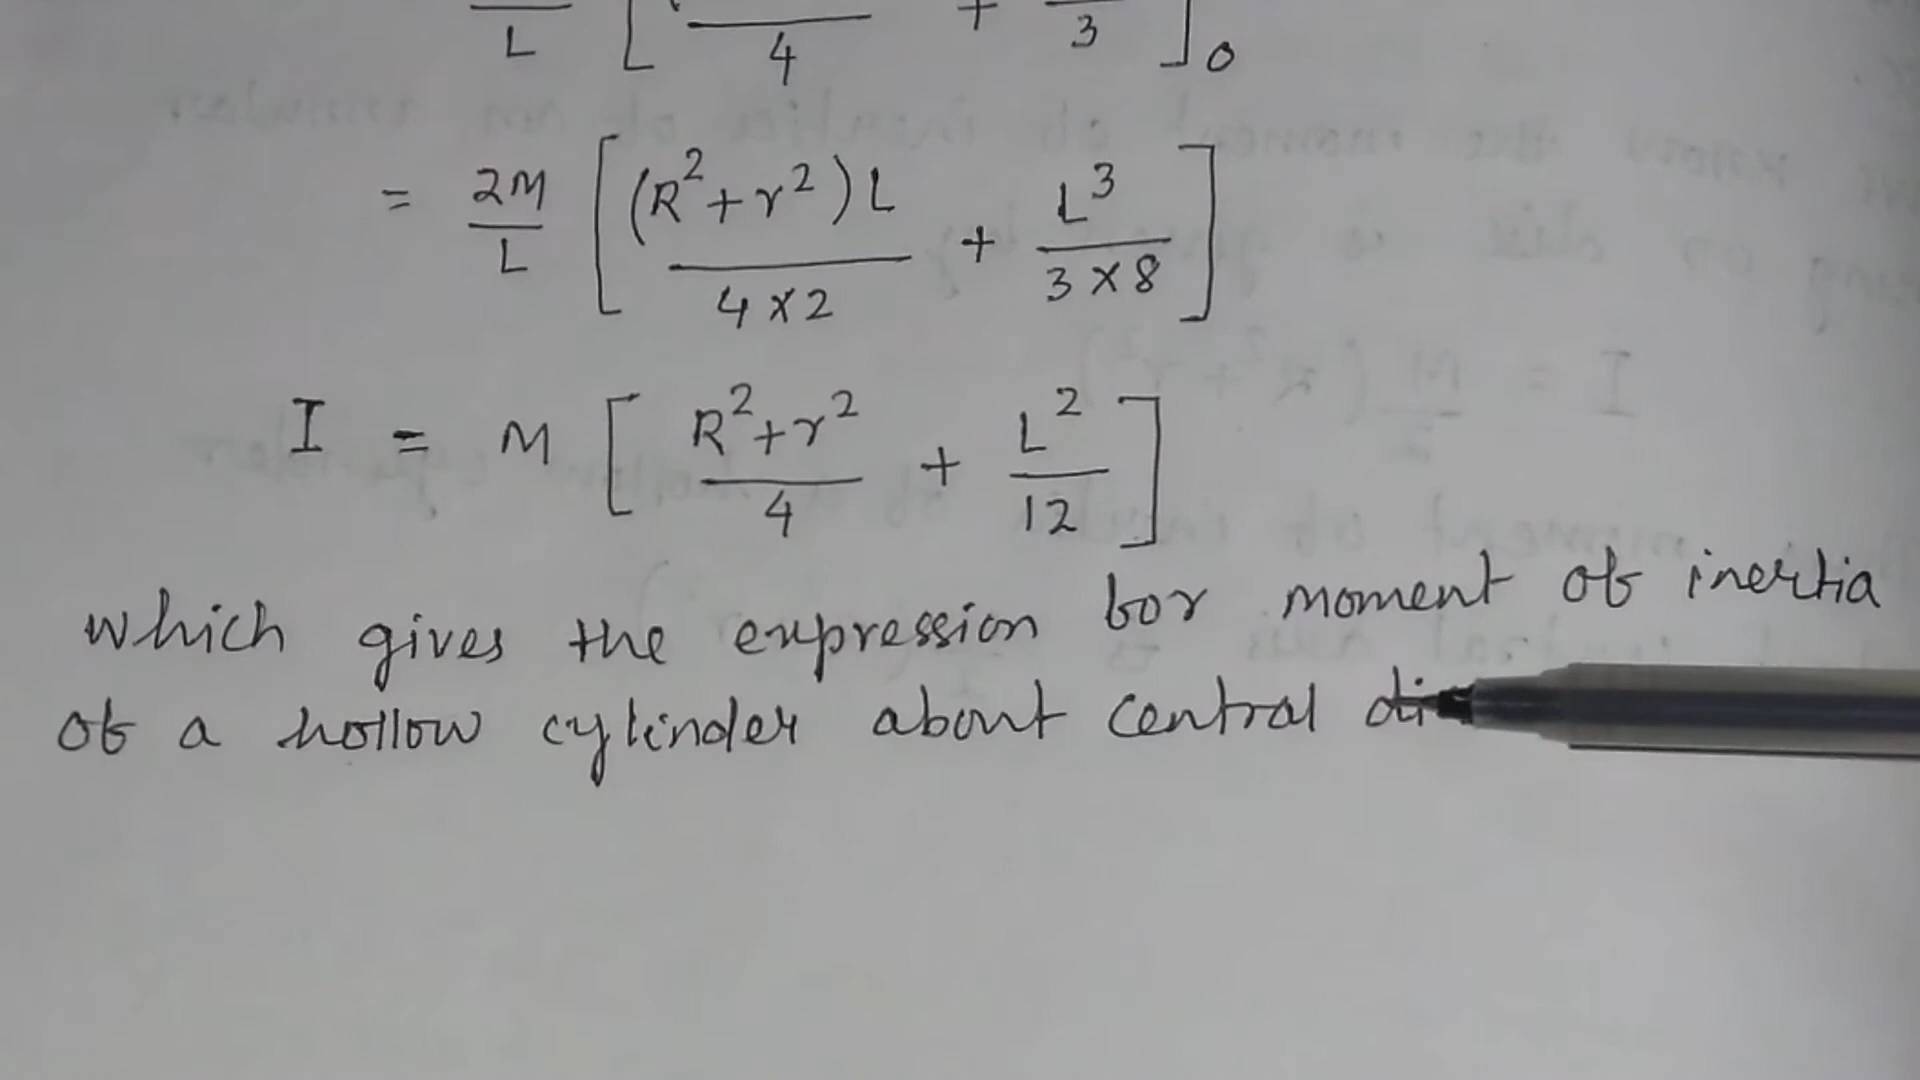 L [ 4 + 3 ]0
= 2M/L [ (R²+r²)L / 4×2 + L³ / 3×8 ]
I = M [ R²+r² / 4 + L² / 12 ]
which gives the expression for moment of inertia
of a hollow cylinder about central di